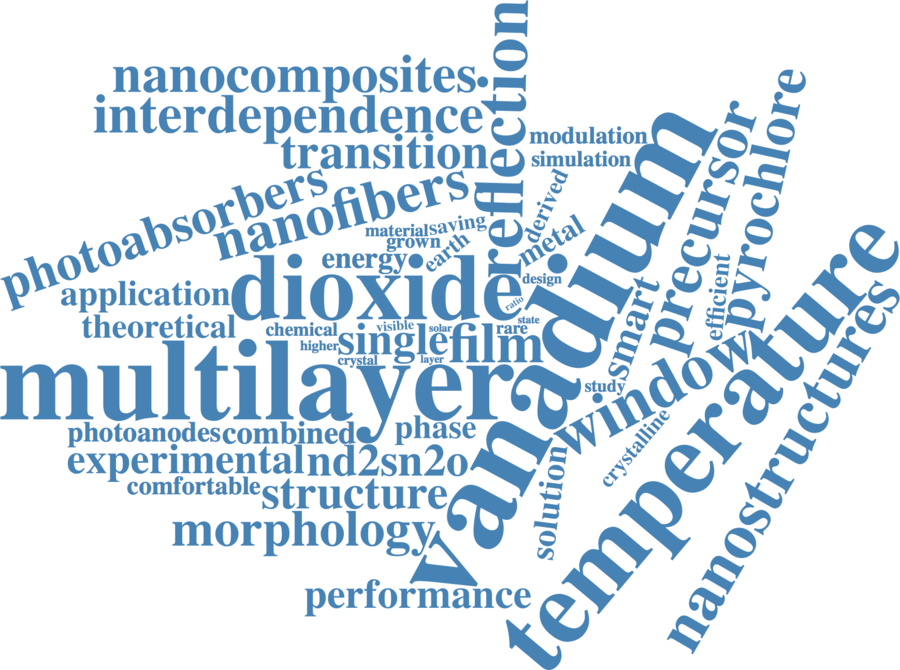 nanocomposites
interdependence
transition
reflection
modulation
simulation
photoabsorbers
nanofibers
derived
materialsaving
grown
earth
metal
energy
vanadium
precursor
pyrochlore
application
dioxide
design
ratio
efficient
smart
theoretical
chemical
visible
solar
state
rare
higher
single
film
crystal
layer
multilayer
study
window
temperature
nanostructures
photoanodes
combined
phase
crystalline
experimental
nd2sn2o
solution
comfortable
structure
morphology
performance